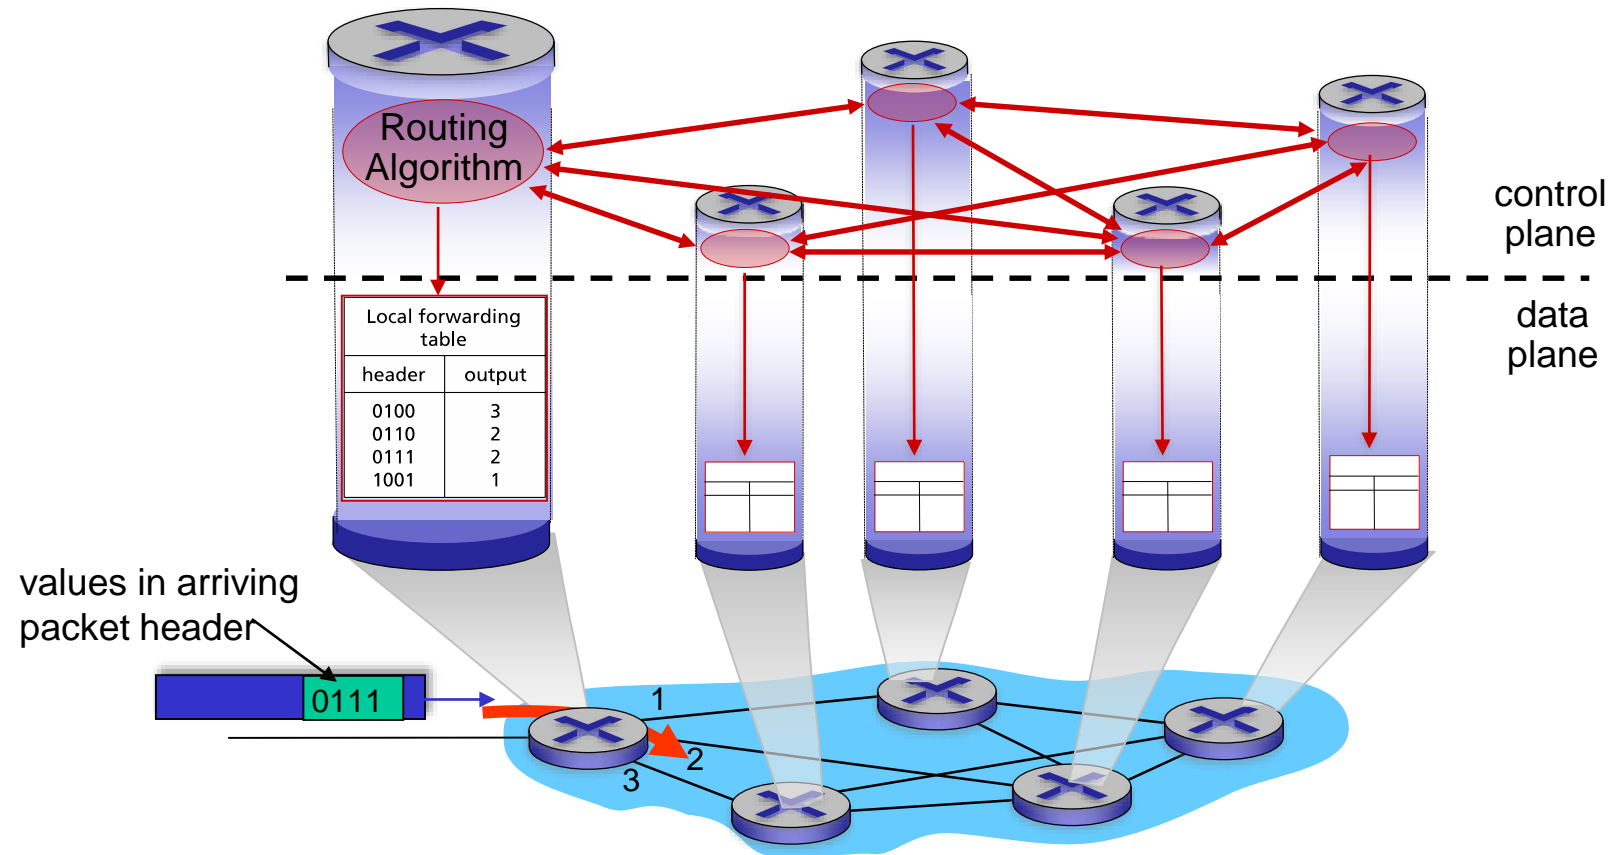 Routing
Algorithm
control
plane
data
plane
Local forwarding
table
header output
0100 3
0110 2
0111 2
1001 1
values in arriving
packet header
0111
1
2
3